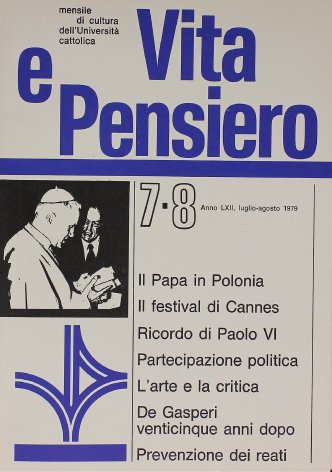 mensile
di cultura
dell'Università
cattolica
Vita
e Pensiero
7-8
Anno LXII, luglio-agosto 1979
Il Papa in Polonia
Il festival di Cannes
Ricordo di Paolo VI
Partecipazione politica
L'arte e la critica
De Gasperi
venticinque anni dopo
Prevenzione dei reati